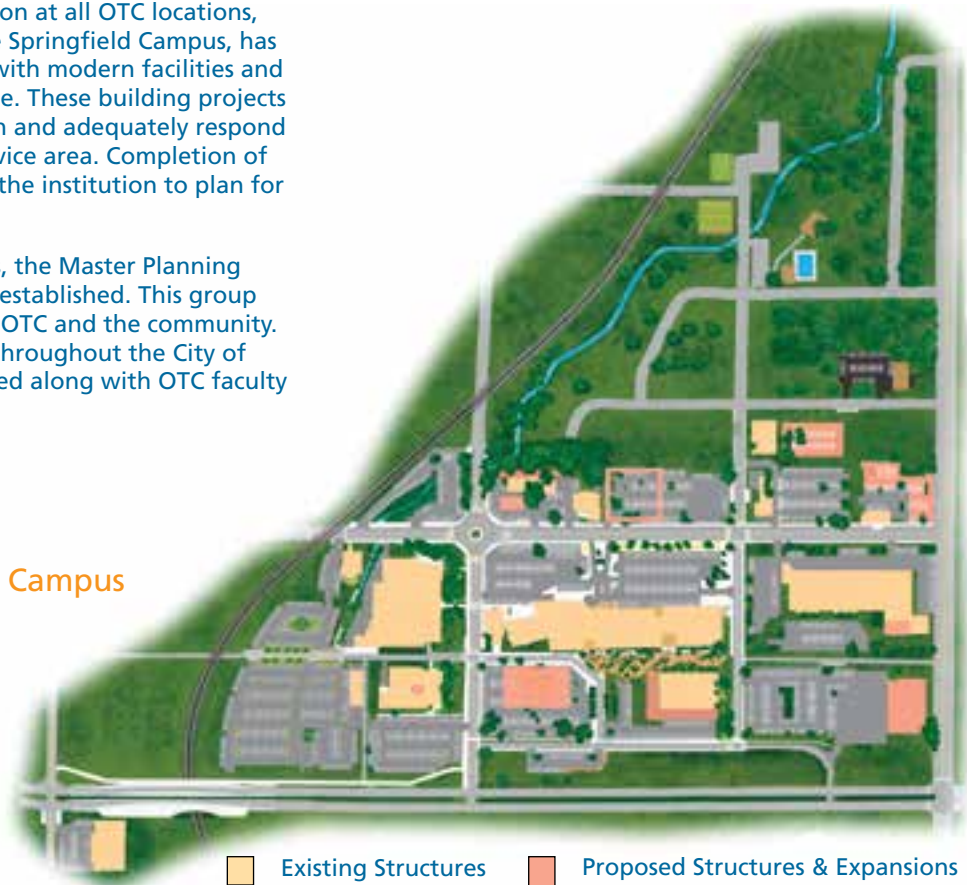 on at all OTC locations,
Springfield Campus, has
with modern facilities and
e. These building projects
and adequately respond
vice area. Completion of
the institution to plan for
, the Master Planning
established. This group
OTC and the community.
hroughout the City of
ed along with OTC faculty
Campus
Existing Structures
Proposed Structures & Expansions